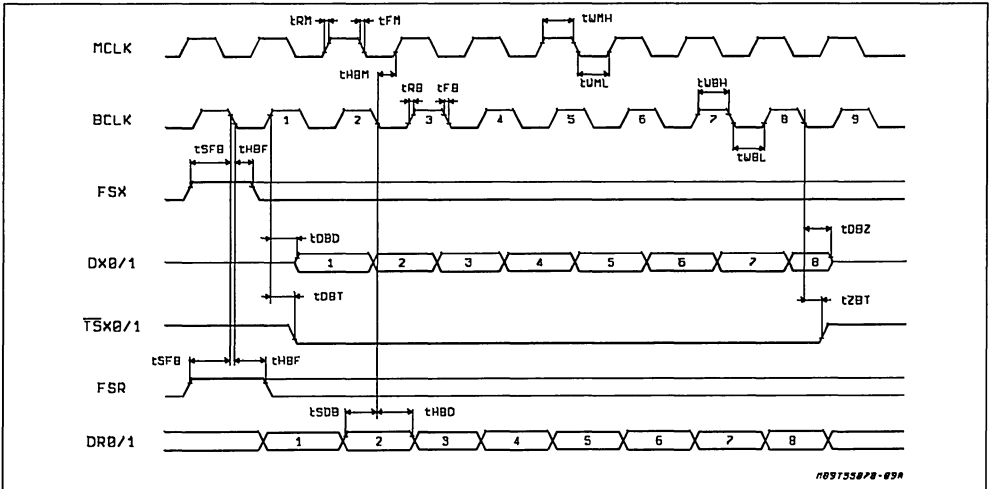 tRM tFM tWMH
MCLK
tHBM tWML
tRB tFB tWBH
BCLK 1 2 3 4 5 6 7 8 9
tSFB tHBF tWBL
FSX
tDBD tDBZ
DX0/1 1 2 3 4 5 6 7 8
tDBT tZBT
TSX0/1
tSFB tHBF
FSR
tSDB tHBD
DR0/1 1 2 3 4 5 6 7 8
M89TS5070-09A